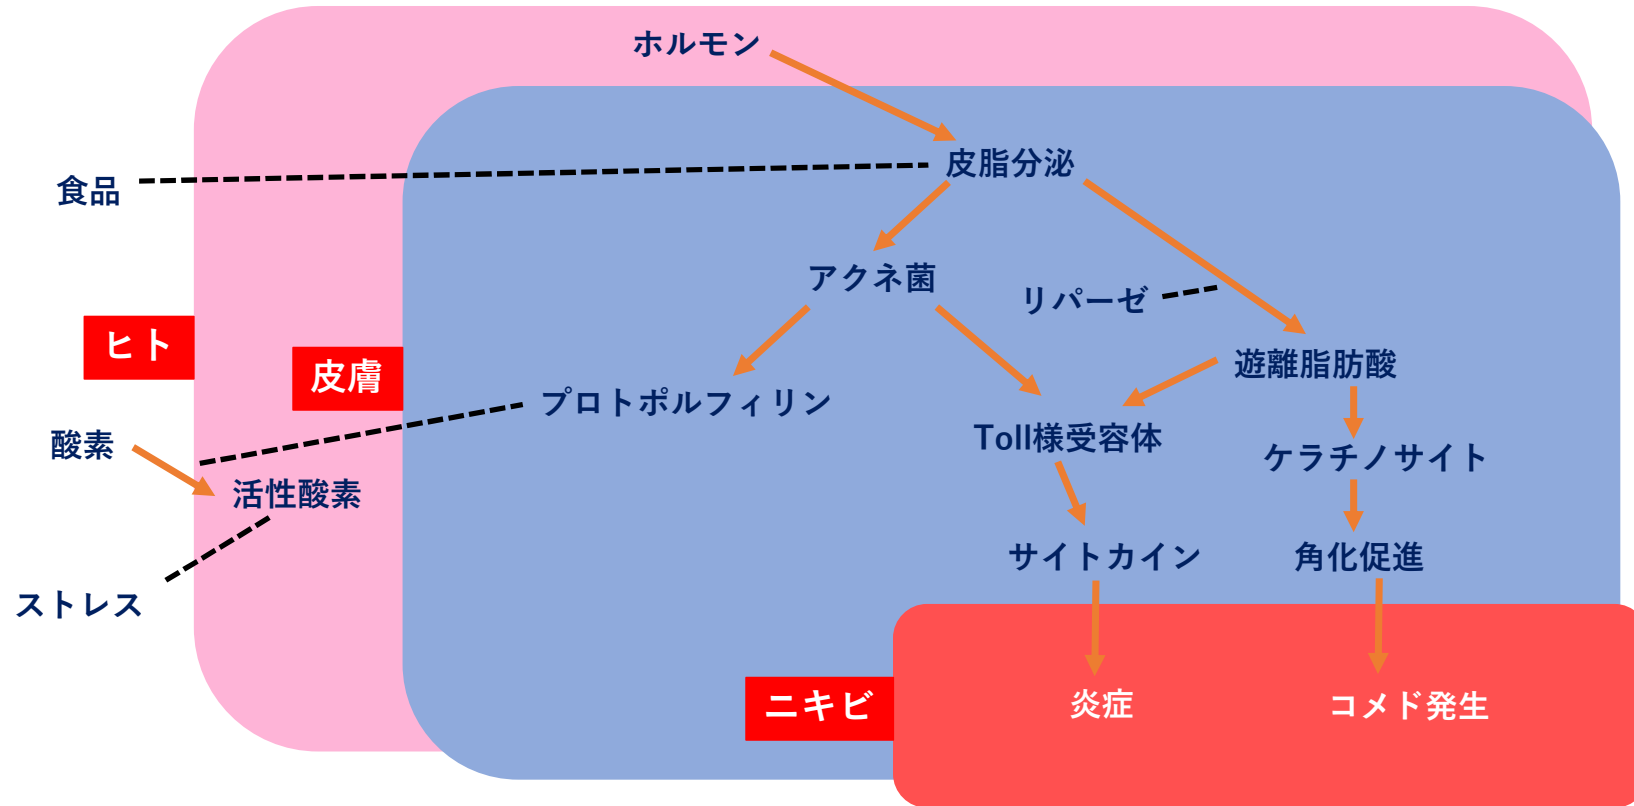 ホルモン
皮脂分泌
食品
アクネ菌
リパーゼ
ヒト
皮膚
遊離脂肪酸
プロトポルフィリン
酸素
Toll様受容体
ケラチノサイト
活性酸素
サイトカイン
角化促進
ストレス
ニキビ
炎症
コメド発生